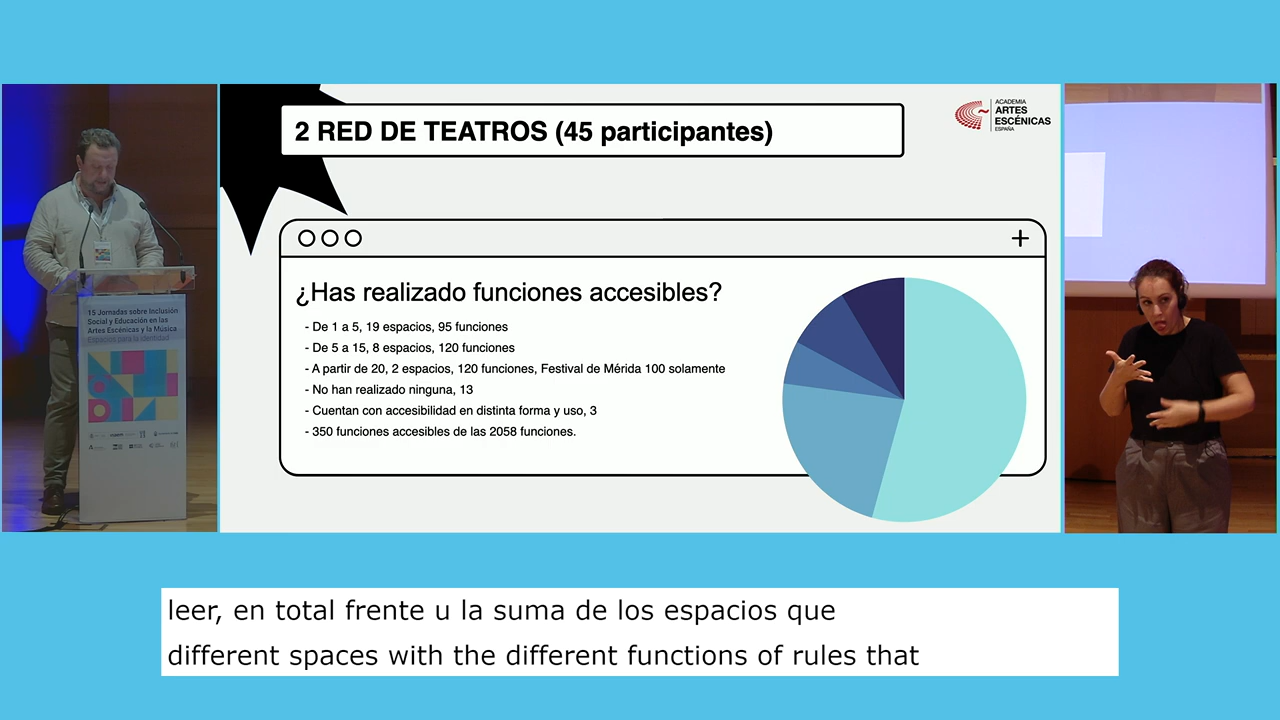 2 RED DE TEATROS (45 participantes)
ACADEMIA
ARTES
ESCÉNICAS
ESPAÑA
¿Has realizado funciones accesibles?
- De 1 a 5, 19 espacios, 95 funciones
- De 5 a 15, 8 espacios, 120 funciones
- A partir de 20, 2 espacios, 120 funciones, Festival de Mérida 100 solamente
- No han realizado ninguna, 13
- Cuentan con accesibilidad en distinta forma y uso, 3
- 350 funciones accesibles de las 2058 funciones.
15 Jornadas sobre Inclusión
Social y Educación en las
Artes Escénicas y la Música
Espacios para la identidad
leer, en total frente u la suma de los espacios que
different spaces with the different functions of rules that